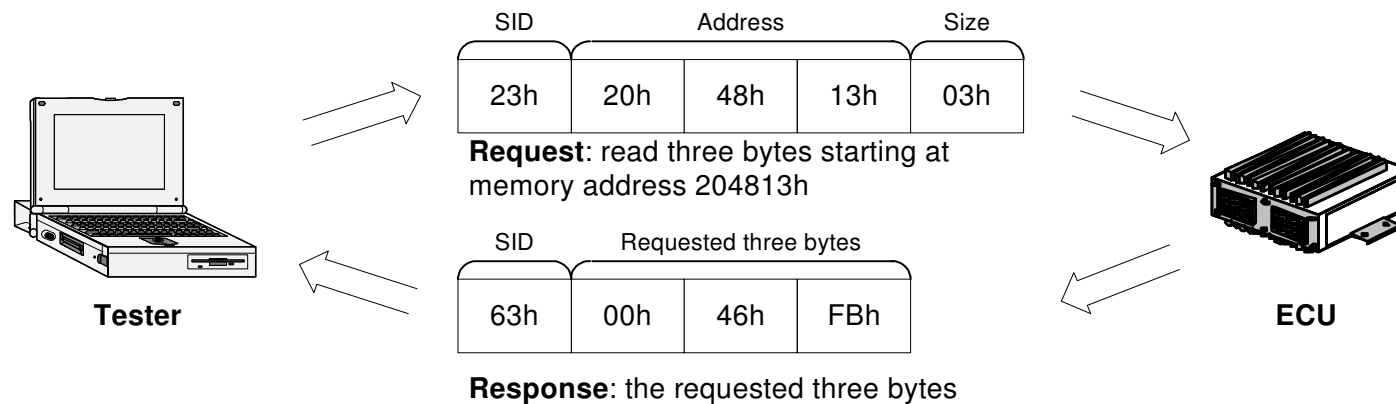 SID Address Size
23h 20h 48h 13h 03h
Request: read three bytes starting at
memory address 204813h
SID Requested three bytes
63h 00h 46h FBh
Response: the requested three bytes
Tester
ECU